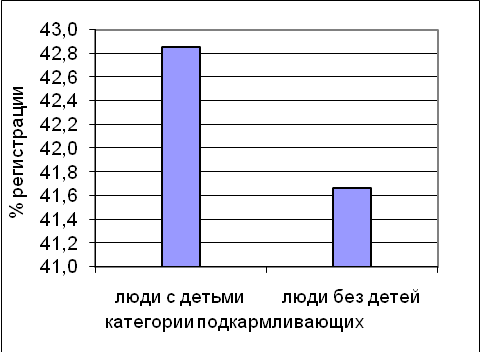 43,0
42,8
42,6
42,4
42,2
42,0
41,8
41,6
41,4
41,2
41,0
% регистрации
люди с детьми
люди без детей
категории подкармливающих